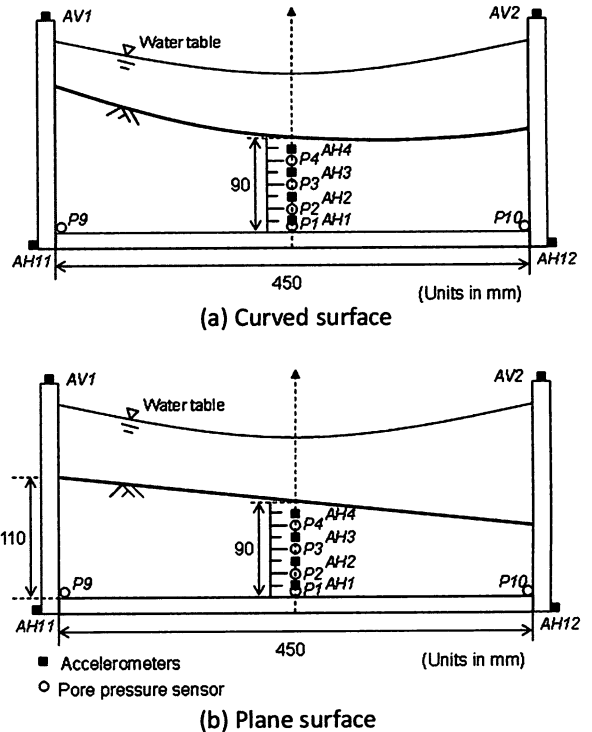 AV1
AV2
Water table
AH4
P4
AH3
90
P3
AH2
P2
AH1
P9
P1
P10
AH11
AH12
450
(Units in mm)
(a) Curved surface
AV1
AV2
Water table
AH4
P4
110
AH3
90
P3
AH2
P2
AH1
P9
P1
P10
AH11
AH12
450
Accelerometers
(Units in mm)
Pore pressure sensor
(b) Plane surface